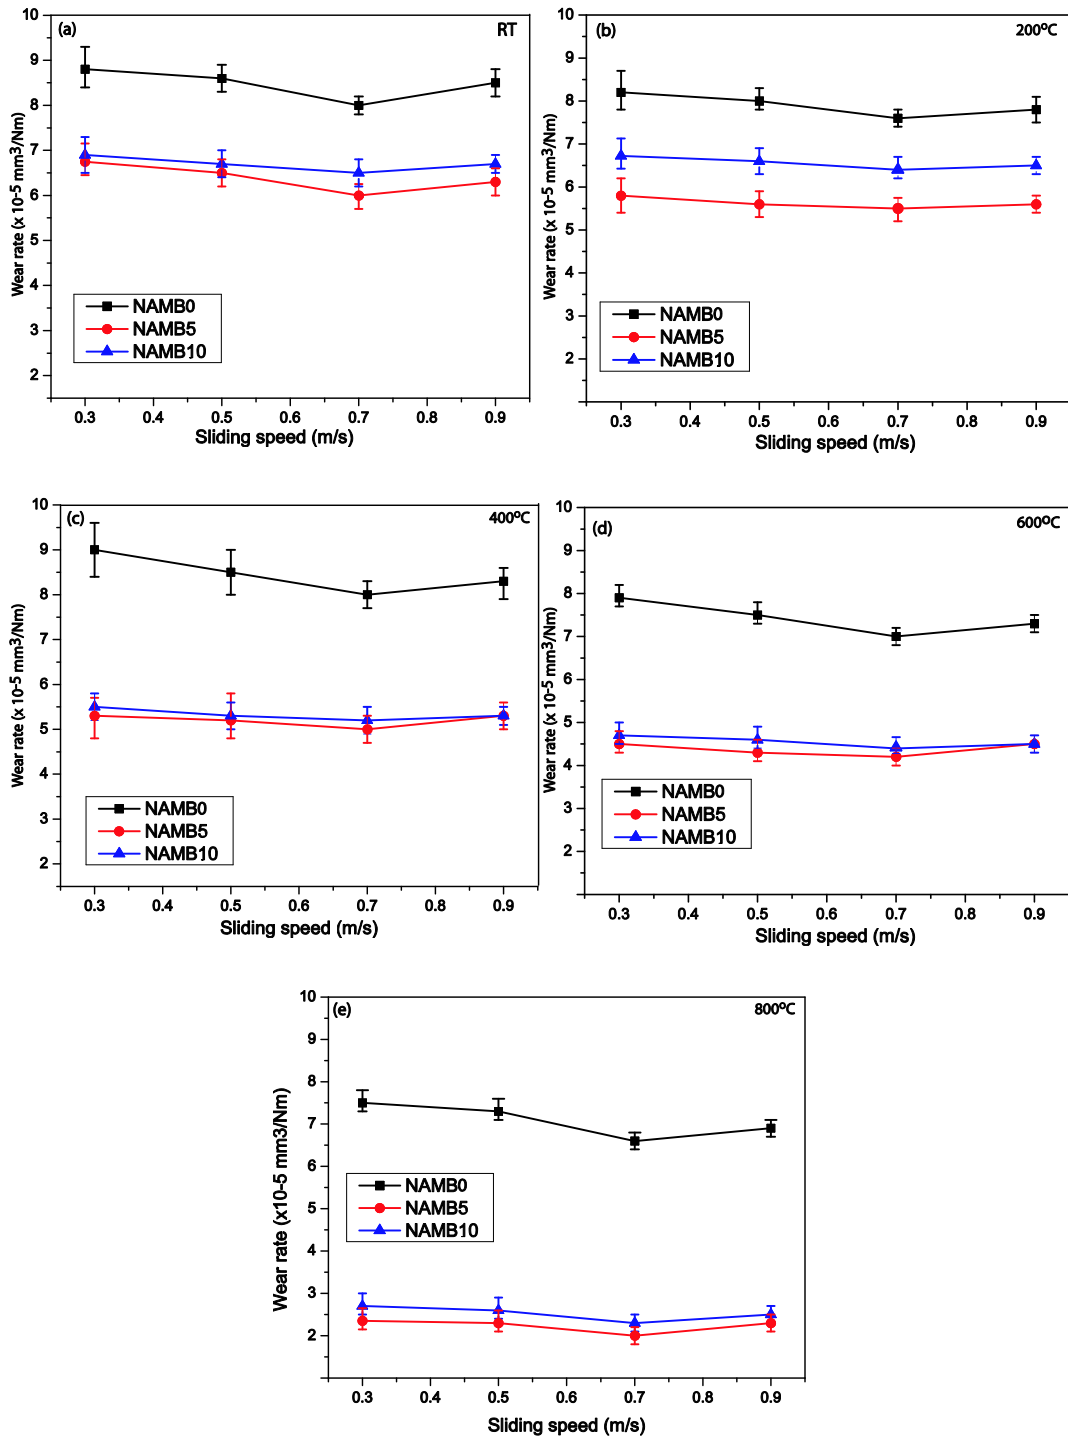 (a) RT
10
9
8
7
6
5
4
3
2
Wear rate (x 10-5 mm3/Nm)
NAMB0
NAMB5
NAMB10
0.3 0.4 0.5 0.6 0.7 0.8 0.9
Sliding speed (m/s)
(b) 200ºC
10
9
8
7
6
5
4
3
2
Wear rate (x 10-5 mm3/Nm)
NAMB0
NAMB5
NAMB10
0.3 0.4 0.5 0.6 0.7 0.8 0.9
Sliding speed (m/s)
(c) 400ºC
10
9
8
7
6
5
4
3
2
Wear rate (x 10-5 mm3/Nm)
NAMB0
NAMB5
NAMB10
0.3 0.4 0.5 0.6 0.7 0.8 0.9
Sliding speed (m/s)
(d) 600ºC
10
9
8
7
6
5
4
3
2
Wear rate (x 10-5 mm3/Nm)
NAMB0
NAMB5
NAMB10
0.3 0.4 0.5 0.6 0.7 0.8 0.9
Sliding speed (m/s)
(e) 800ºC
10
9
8
7
6
5
4
3
2
Wear rate (x10-5 mm3/Nm)
NAMB0
NAMB5
NAMB10
0.3 0.4 0.5 0.6 0.7 0.8 0.9
Sliding speed (m/s)